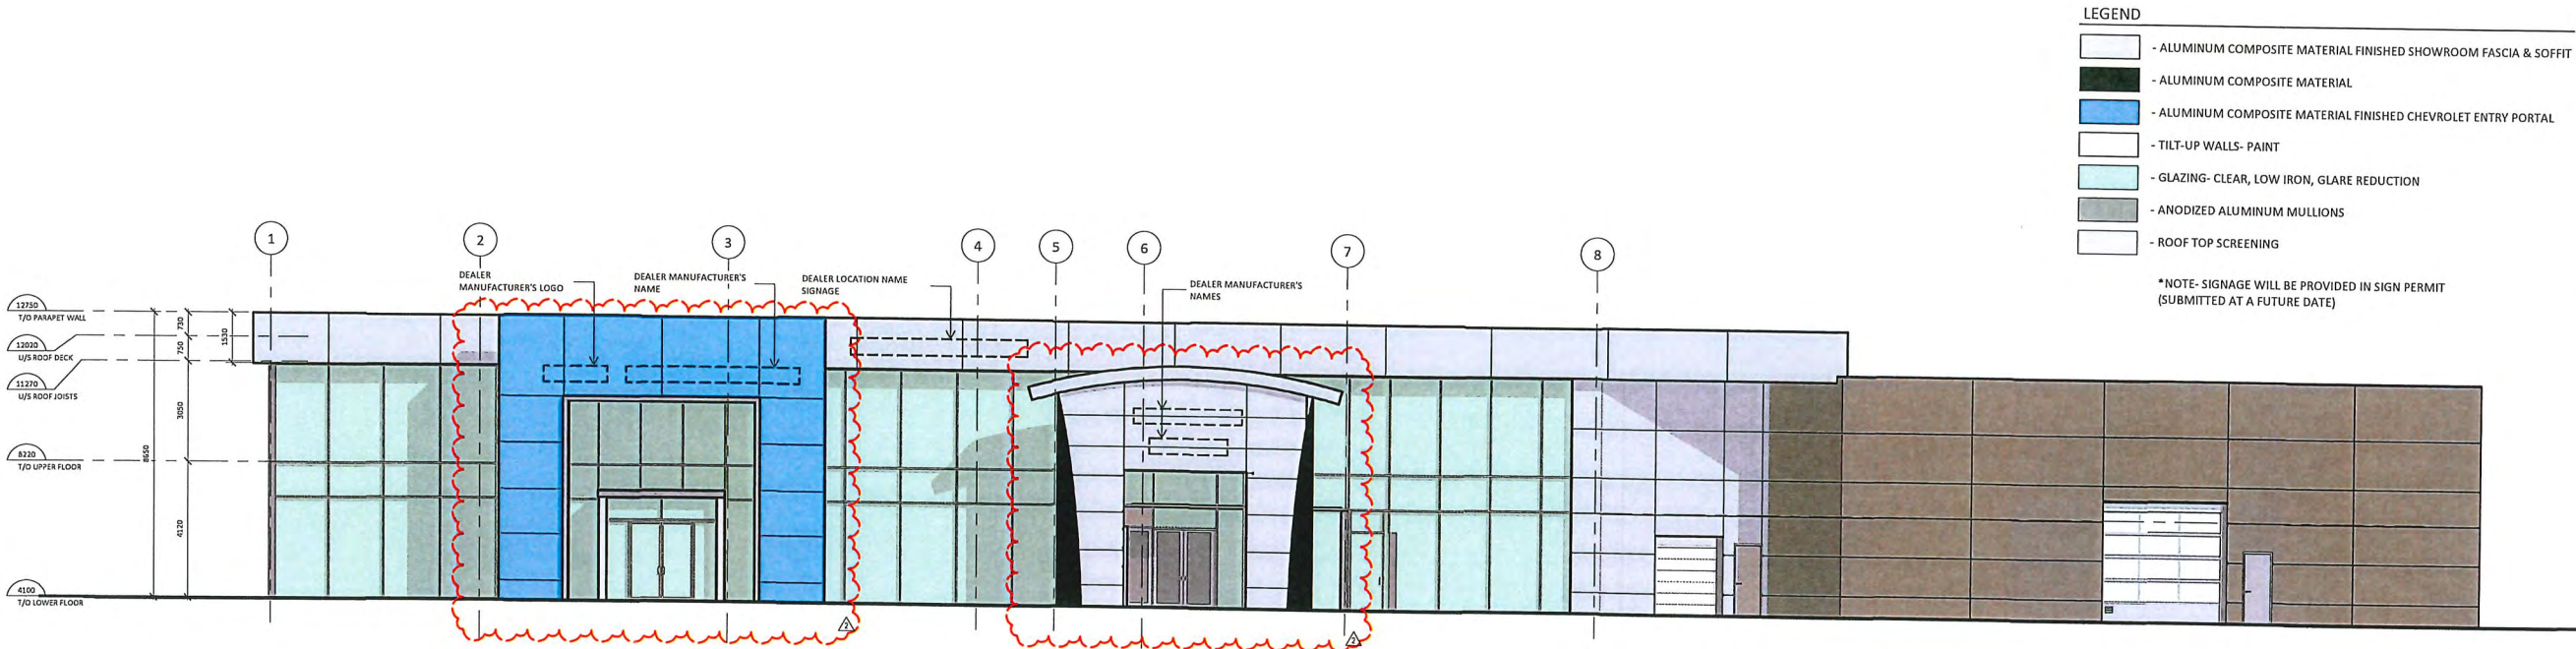 LEGEND
- ALUMINUM COMPOSITE MATERIAL FINISHED SHOWROOM FASCIA & SOFFIT
- ALUMINUM COMPOSITE MATERIAL
- ALUMINUM COMPOSITE MATERIAL FINISHED CHEVROLET ENTRY PORTAL
- TILT-UP WALLS- PAINT
- GLAZING- CLEAR, LOW IRON, GLARE REDUCTION
- ANODIZED ALUMINUM MULLIONS
- ROOF TOP SCREENING
*NOTE- SIGNAGE WILL BE PROVIDED IN SIGN PERMIT
(SUBMITTED AT A FUTURE DATE)
1
2
3
4
5
6
7
8
DEALER
MANUFACTURER'S LOGO
DEALER MANUFACTURER'S
NAME
DEALER LOCATION NAME
SIGNAGE
DEALER MANUFACTURER'S
NAMES
12750
T/O PARAPET WALL
12020
U/S ROOF DECK
11270
U/S ROOF JOISTS
8220
T/O UPPER FLOOR
4100
T/O LOWER FLOOR
730
750
1530
3050
8650
4120
2
2